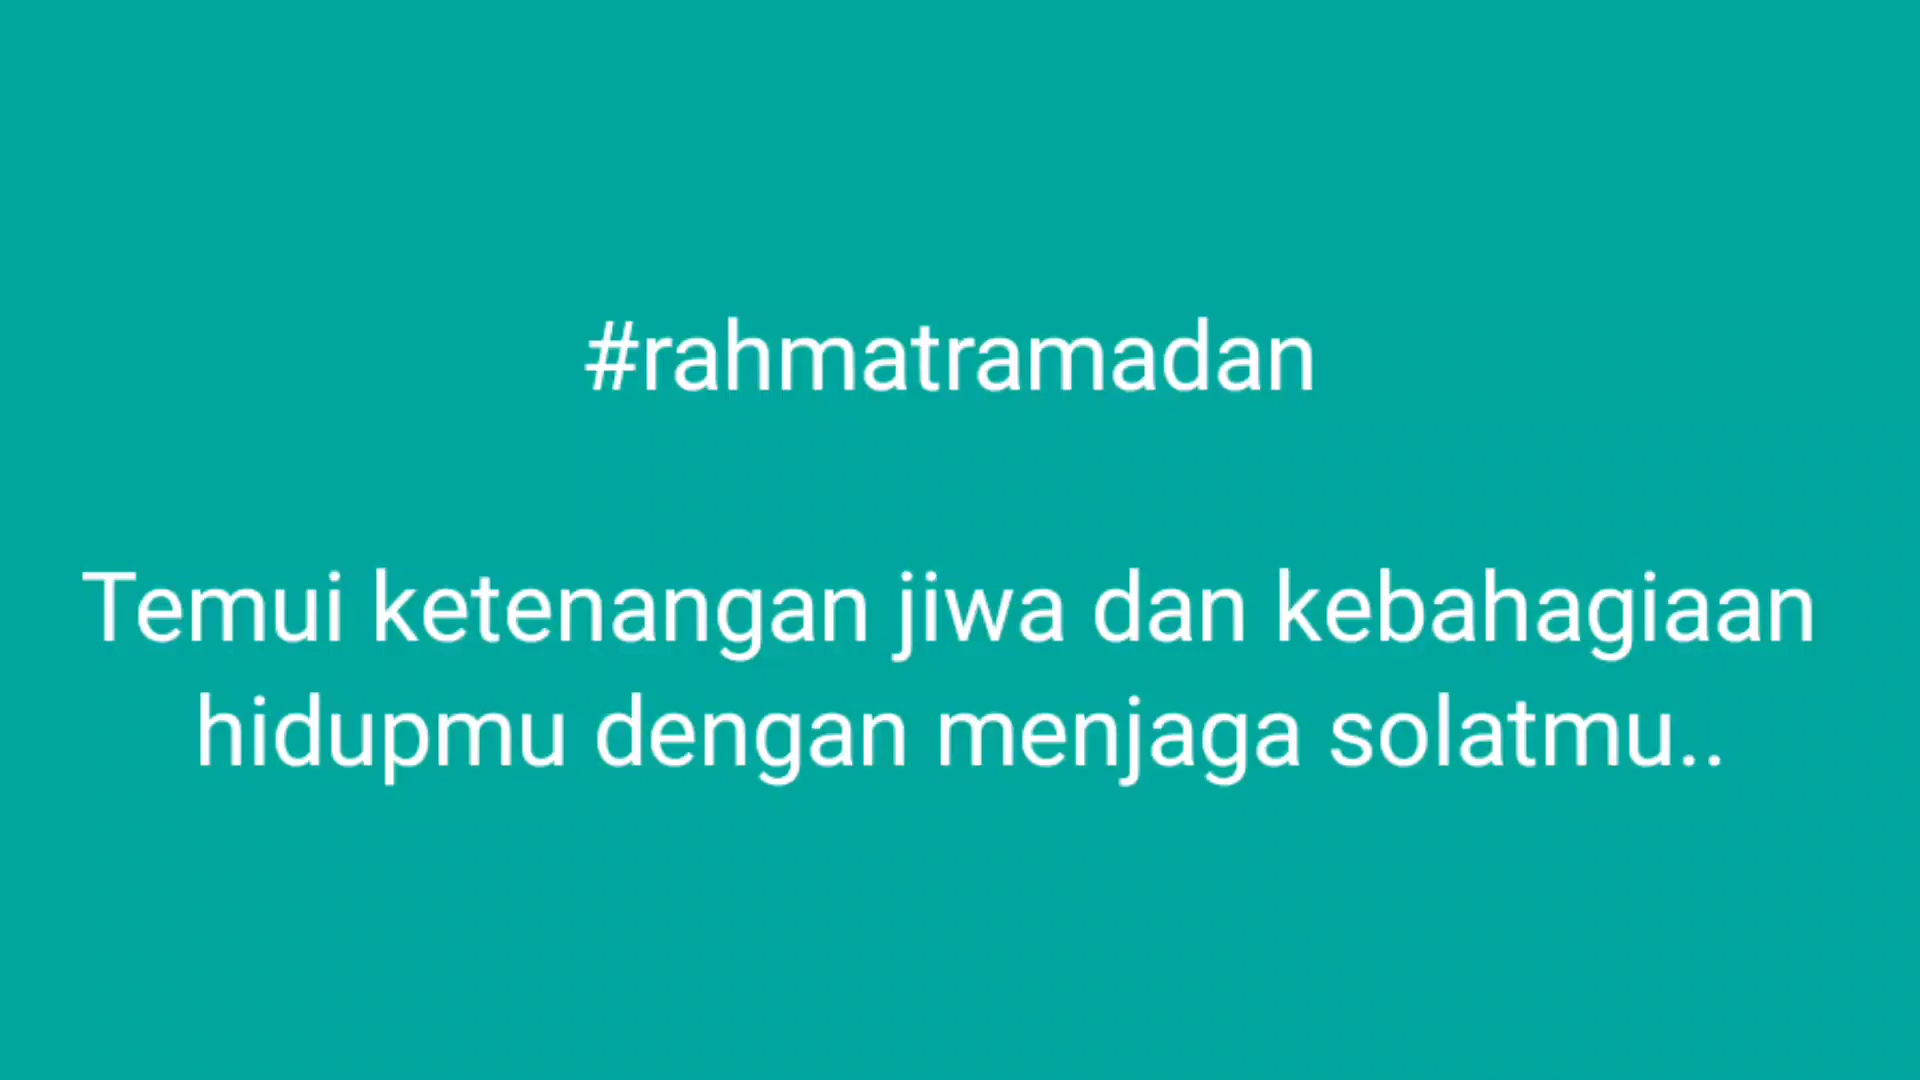 #rahmatramadan
Temui ketenangan jiwa dan kebahagiaan
hidupmu dengan menjaga solatmu..